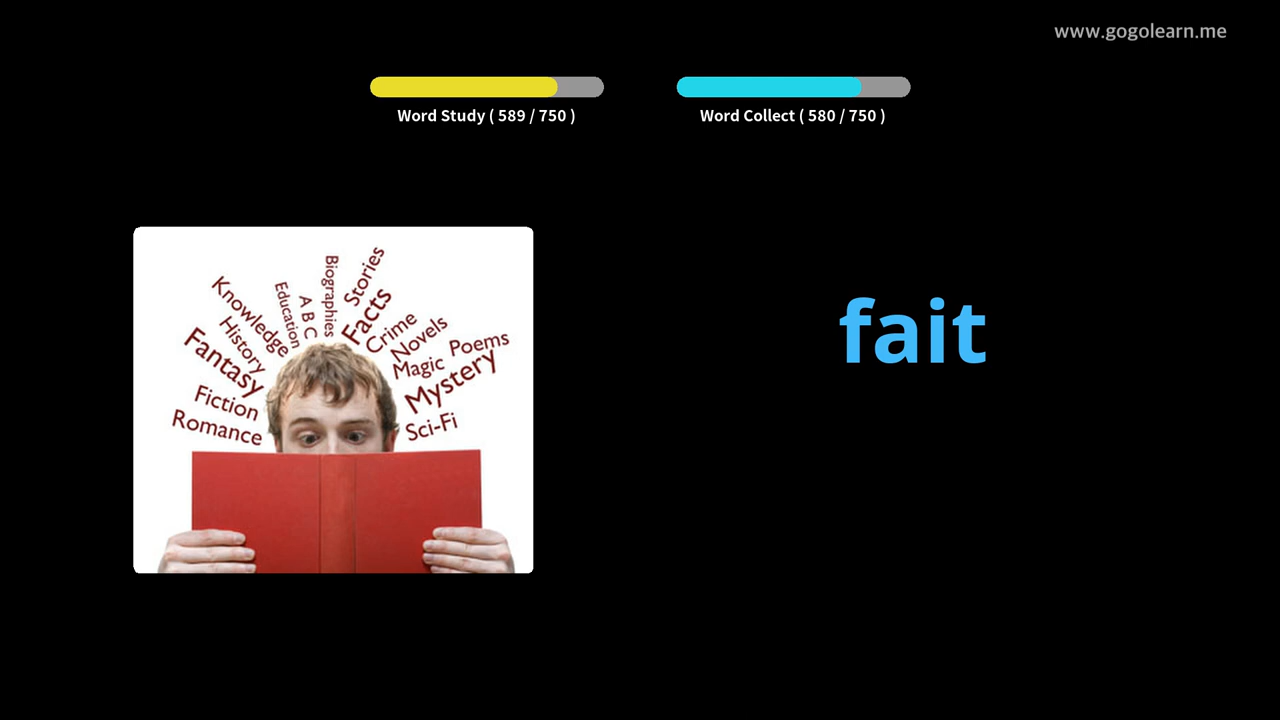 www.gogolearn.me
Word Study ( 589 / 750 )
Word Collect ( 580 / 750 )
Knowledge
Education
A B C
Biographies
Stories
Facts
Crime
Novels
Poems
History
Fantasy
Magic
Mystery
Fiction
Romance
Sci-Fi
fait